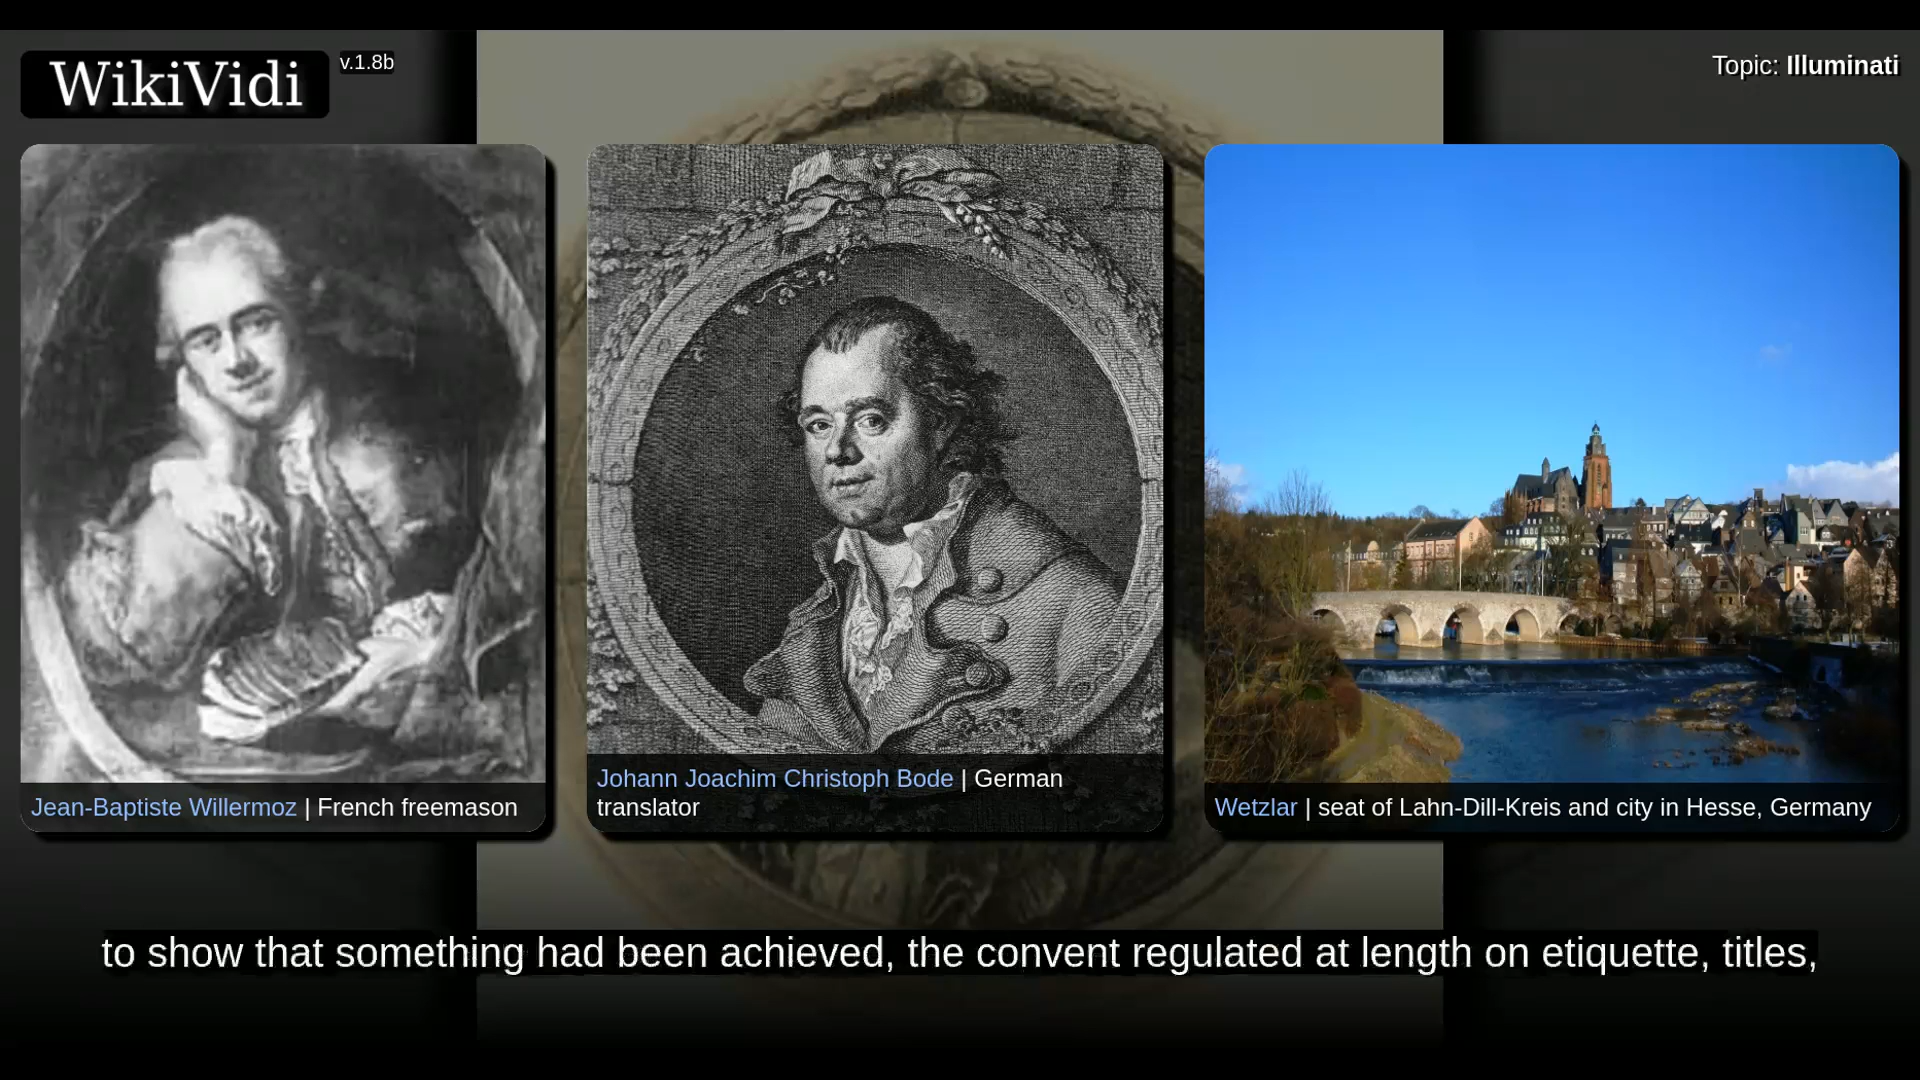 WikiVidi
v.1.8b
Topic: Illuminati
Jean-Baptiste Willermoz | French freemason
Johann Joachim Christoph Bode | German
translator
Wetzlar | seat of Lahn-Dill-Kreis and city in Hesse, Germany
to show that something had been achieved, the convent regulated at length on etiquette, titles,